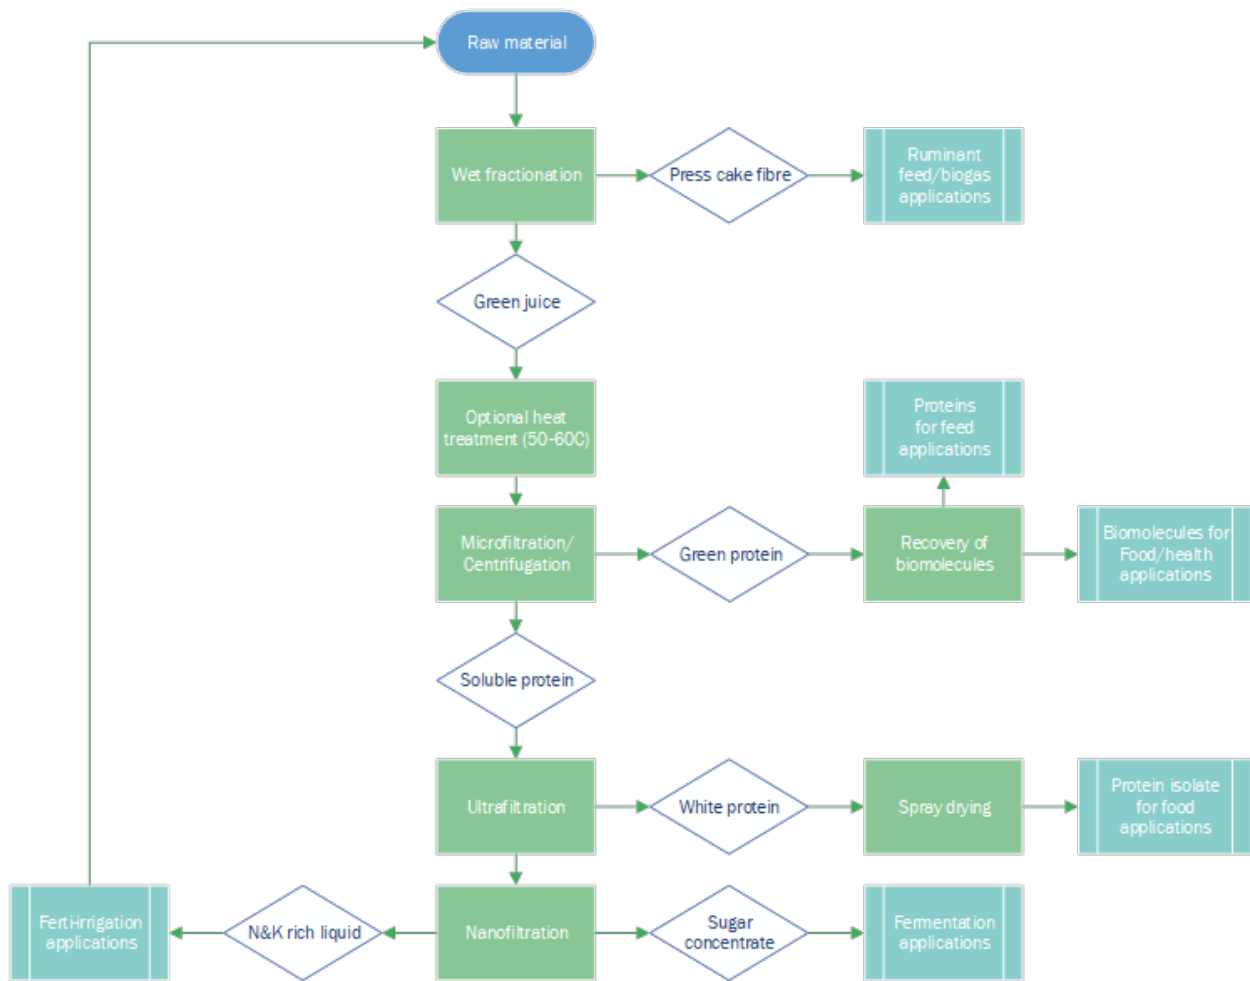 Raw material
Wet fractionation
Press cake fibre
Ruminant
feed/biogas
applications
Green juice
Optional heat
treatment (50-60C)
Proteins
for feed
applications
Microfiltration/
Centrifugation
Green protein
Recovery of
biomolecules
Biomolecules for
Food/health
applications
Soluble protein
Ultrafiltration
White protein
Spray drying
Protein isolate
for food
applications
Ferti-irrigation
applications
N&K rich liquid
Nanofiltration
Sugar
concentrate
Fermentation
applications